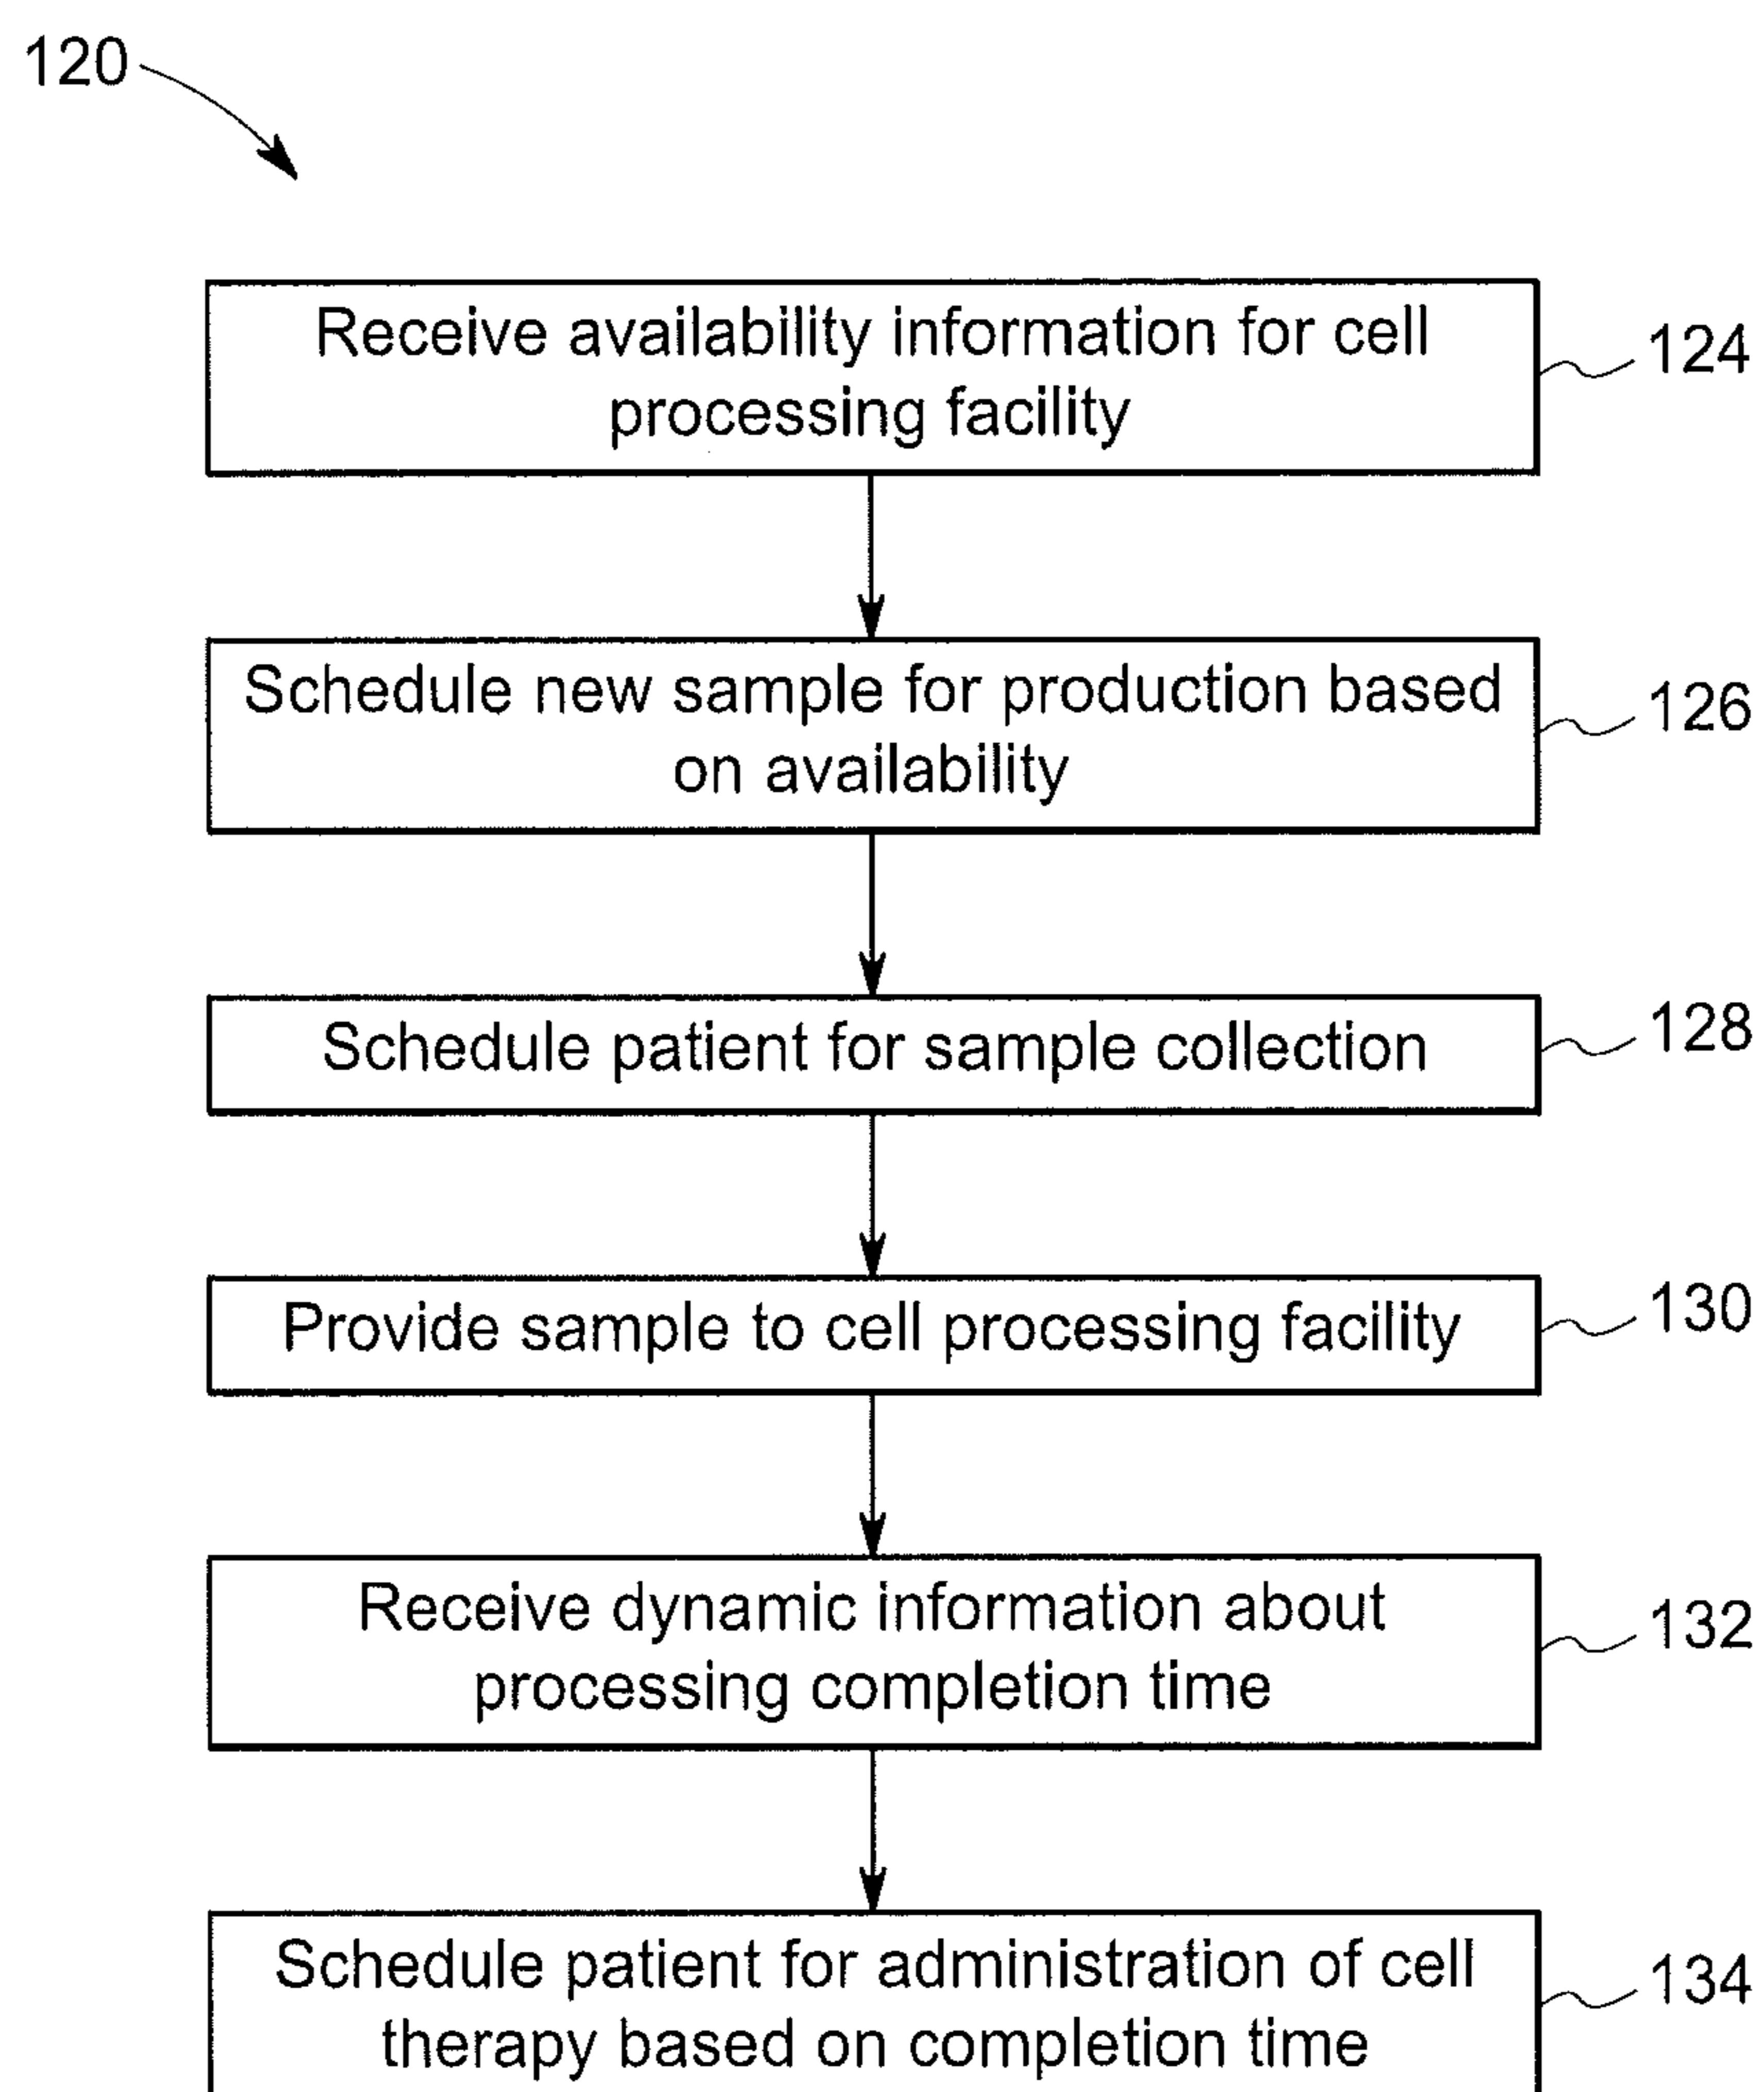 120
Receive availability information for cell
processing facility
124
Schedule new sample for production based
on availability
126
Schedule patient for sample collection
128
Provide sample to cell processing facility
130
Receive dynamic information about
processing completion time
132
Schedule patient for administration of cell
therapy based on completion time
134